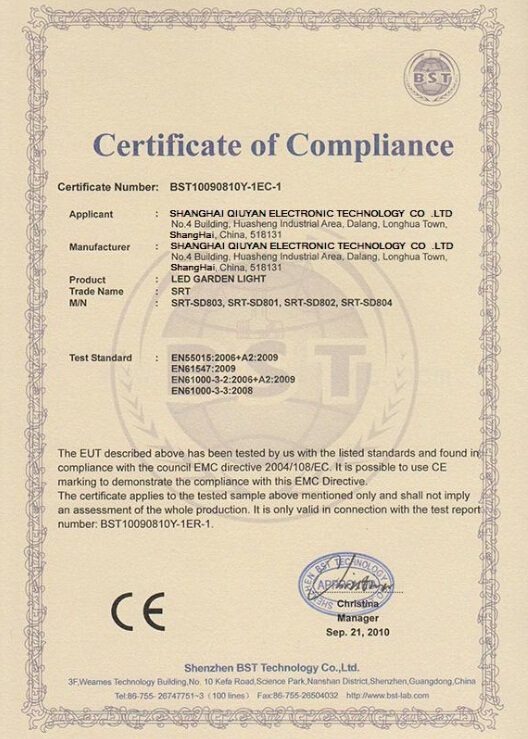 BST
Certificate of Compliance
Certificate Number: BST10090810Y-1EC-1
Applicant : SHANGHAI QIUYAN ELECTRONIC TECHNOLOGY CO .LTD
No.4 Building, Huasheng Industrial Area, Dalang, Longhua Town,
ShangHai, China, 518131
Manufacturer : SHANGHAI QIUYAN ELECTRONIC TECHNOLOGY CO .LTD
No.4 Building, Huasheng Industrial Area, Dalang, Longhua Town,
ShangHai, China, 518131
Product : LED GARDEN LIGHT
Trade Name : SRT
M/N : SRT-SD803, SRT-SD801, SRT-SD802, SRT-SD804
BST
Test Standard : EN55015:2006+A2:2009
EN61547:2009
EN61000-3-2:2006+A2:2009
EN61000-3-3:2008
The EUT described above has been tested by us with the listed standards and found in
compliance with the council EMC directive 2004/108/EC. It is possible to use CE
marking to demonstrate the compliance with this EMC Directive.
The certificate applies to the tested sample above mentioned only and shall not imply
an assessment of the whole production. It is only valid in connection with the test report
number: BST10090810Y-1ER-1.
SHENZHEN BST TECHNOLOGY CO.,LTD
APPROVED
CE
Christina
Manager
Sep. 21, 2010
Shenzhen BST Technology Co.,Ltd.
3F,Weames Technology Building,No. 10 Kefa Road,Science Park,Nanshan District,Shenzhen,Guangdong,China
Tel:86-755- 26747751~3 (100 lines) Fax:86-755-26504032 http://www.bst-lab.com